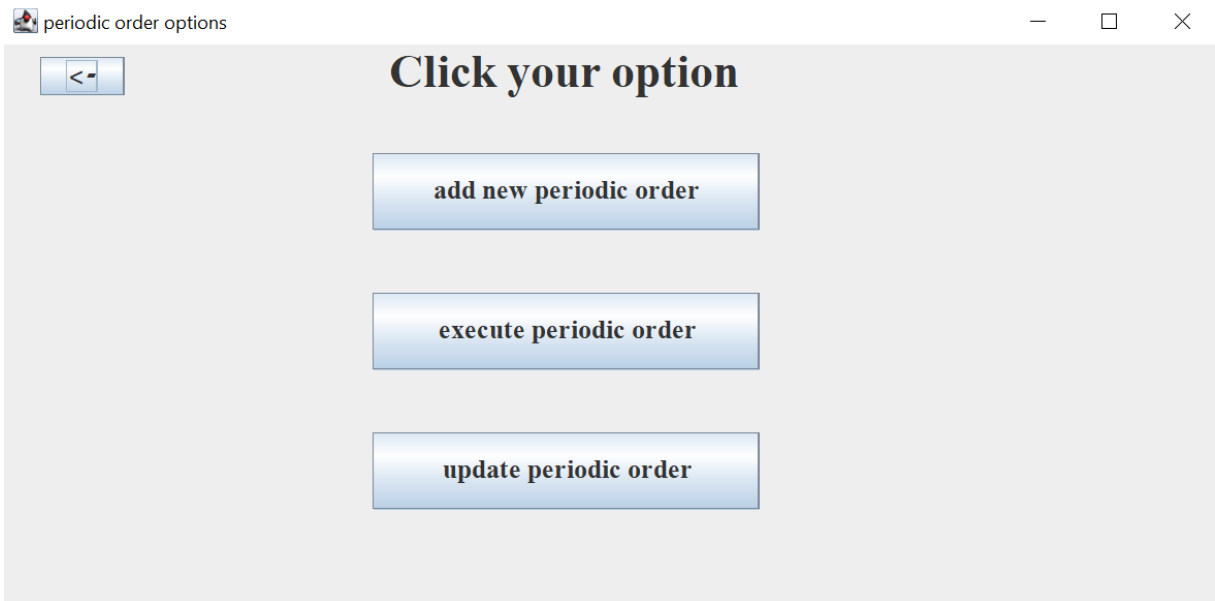 periodic order options
<-
Click your option
add new periodic order
execute periodic order
update periodic order